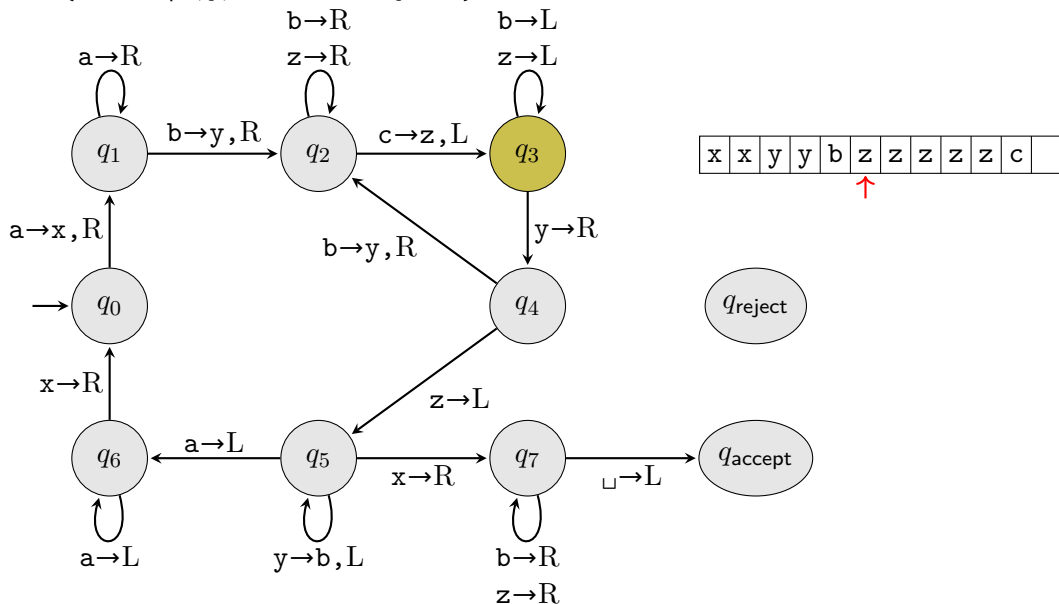 b→R
z→R
b→L
z→L
a→R
q1
b→y,R
q2
c→z,L
q3
x x y y b z z z z z c
a→x,R
b→y,R
y→R
q0
q4
qreject
x→R
z→L
q6
a→L
q5
x→R
q7
␣→L
qaccept
a→L
y→b,L
b→R
z→R